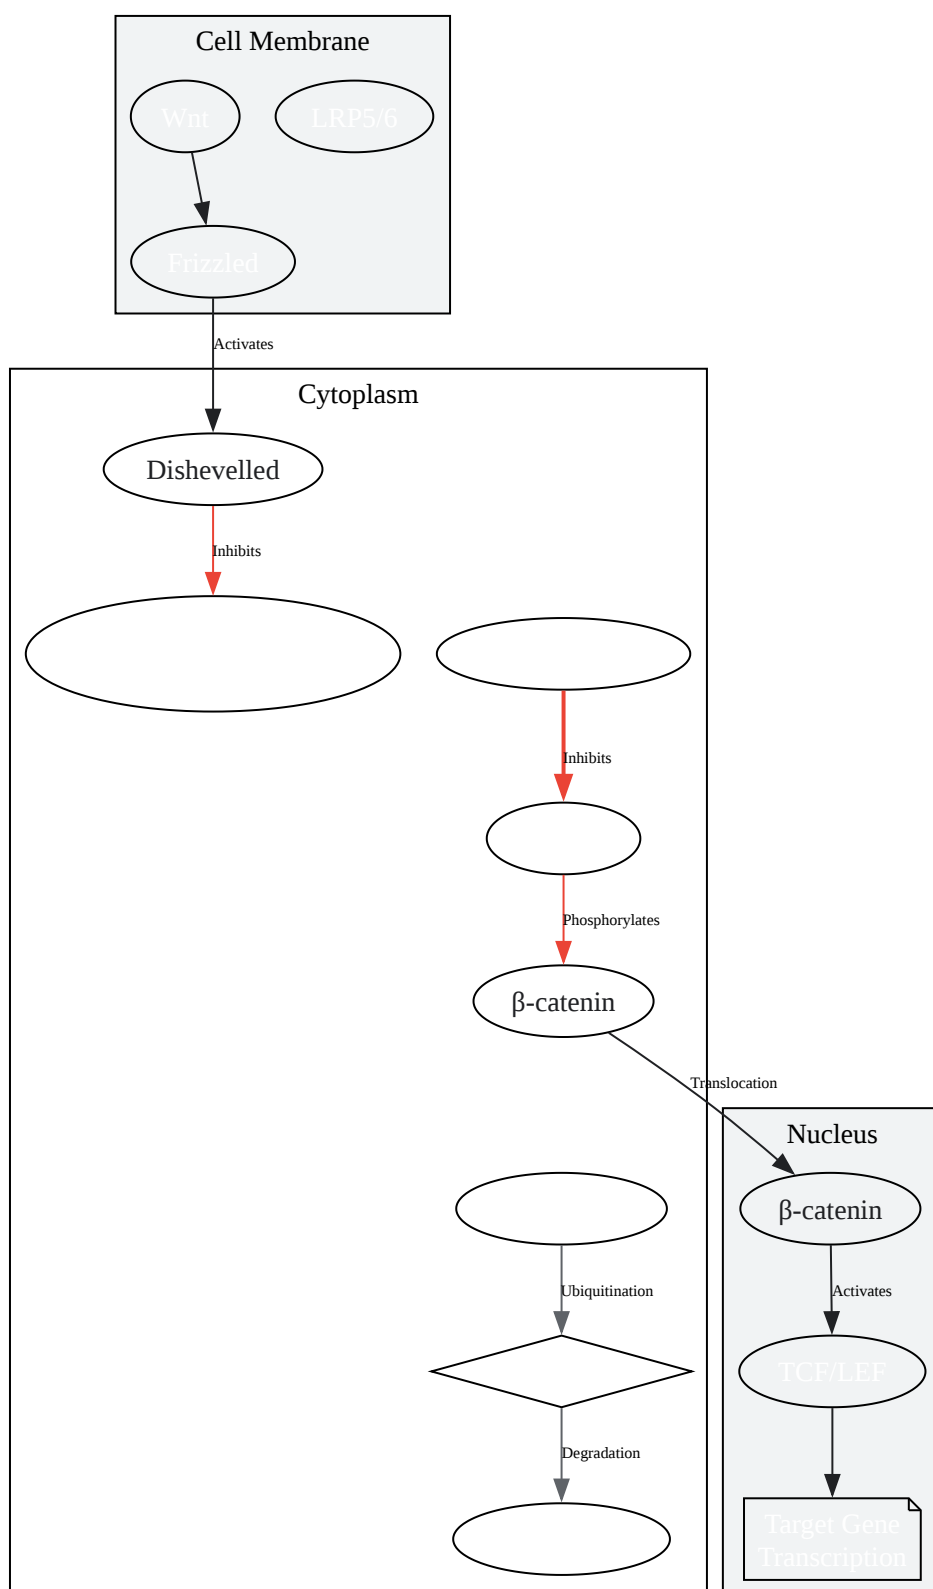 Cell Membrane
Wnt
LRP5/6
Frizzled
Activates
Cytoplasm
Dishevelled
Inhibits
Inhibits
Phosphorylates
β-catenin
Translocation
Nucleus
β-catenin
Ubiquitination
Activates
TCF/LEF
Degradation
Target Gene
Transcription